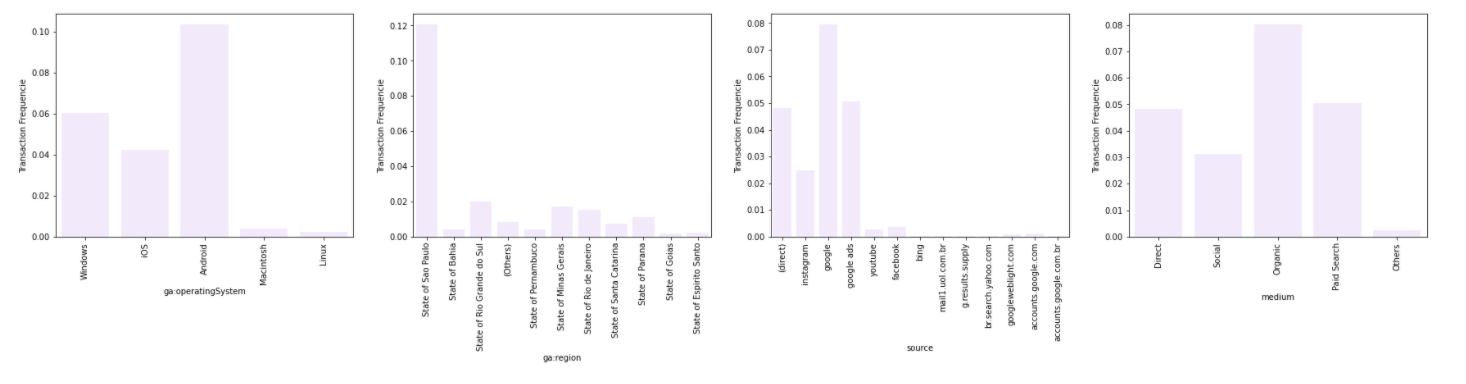 Transaction Frequencie
0.10
0.08
0.06
0.04
0.02
0.00
Windows
iOS
Android
Macintosh
Linux
ga:operatingSystem
Transaction Frequencie
0.12
0.10
0.08
0.06
0.04
0.02
0.00
State of Sao Paulo
State of Bahia
State of Rio Grande do Sul
(Others)
State of Pernambuco
State of Minas Gerais
State of Rio de Janeiro
State of Santa Catarina
State of Parana
State of Goias
State of Espirito Santo
ga:region
Transaction Frequencie
0.08
0.07
0.06
0.05
0.04
0.03
0.02
0.01
0.00
(direct)
instagram
google
google ads
youtube
facebook
bing
mail1.uol.com.br
g.results.supply
br.search.yahoo.com
googleweblight.com
accounts.google.com
accounts.google.com.br
source
Transaction Frequencie
0.08
0.07
0.06
0.05
0.04
0.03
0.02
0.01
0.00
Direct
Social
Organic
Paid Search
Others
medium